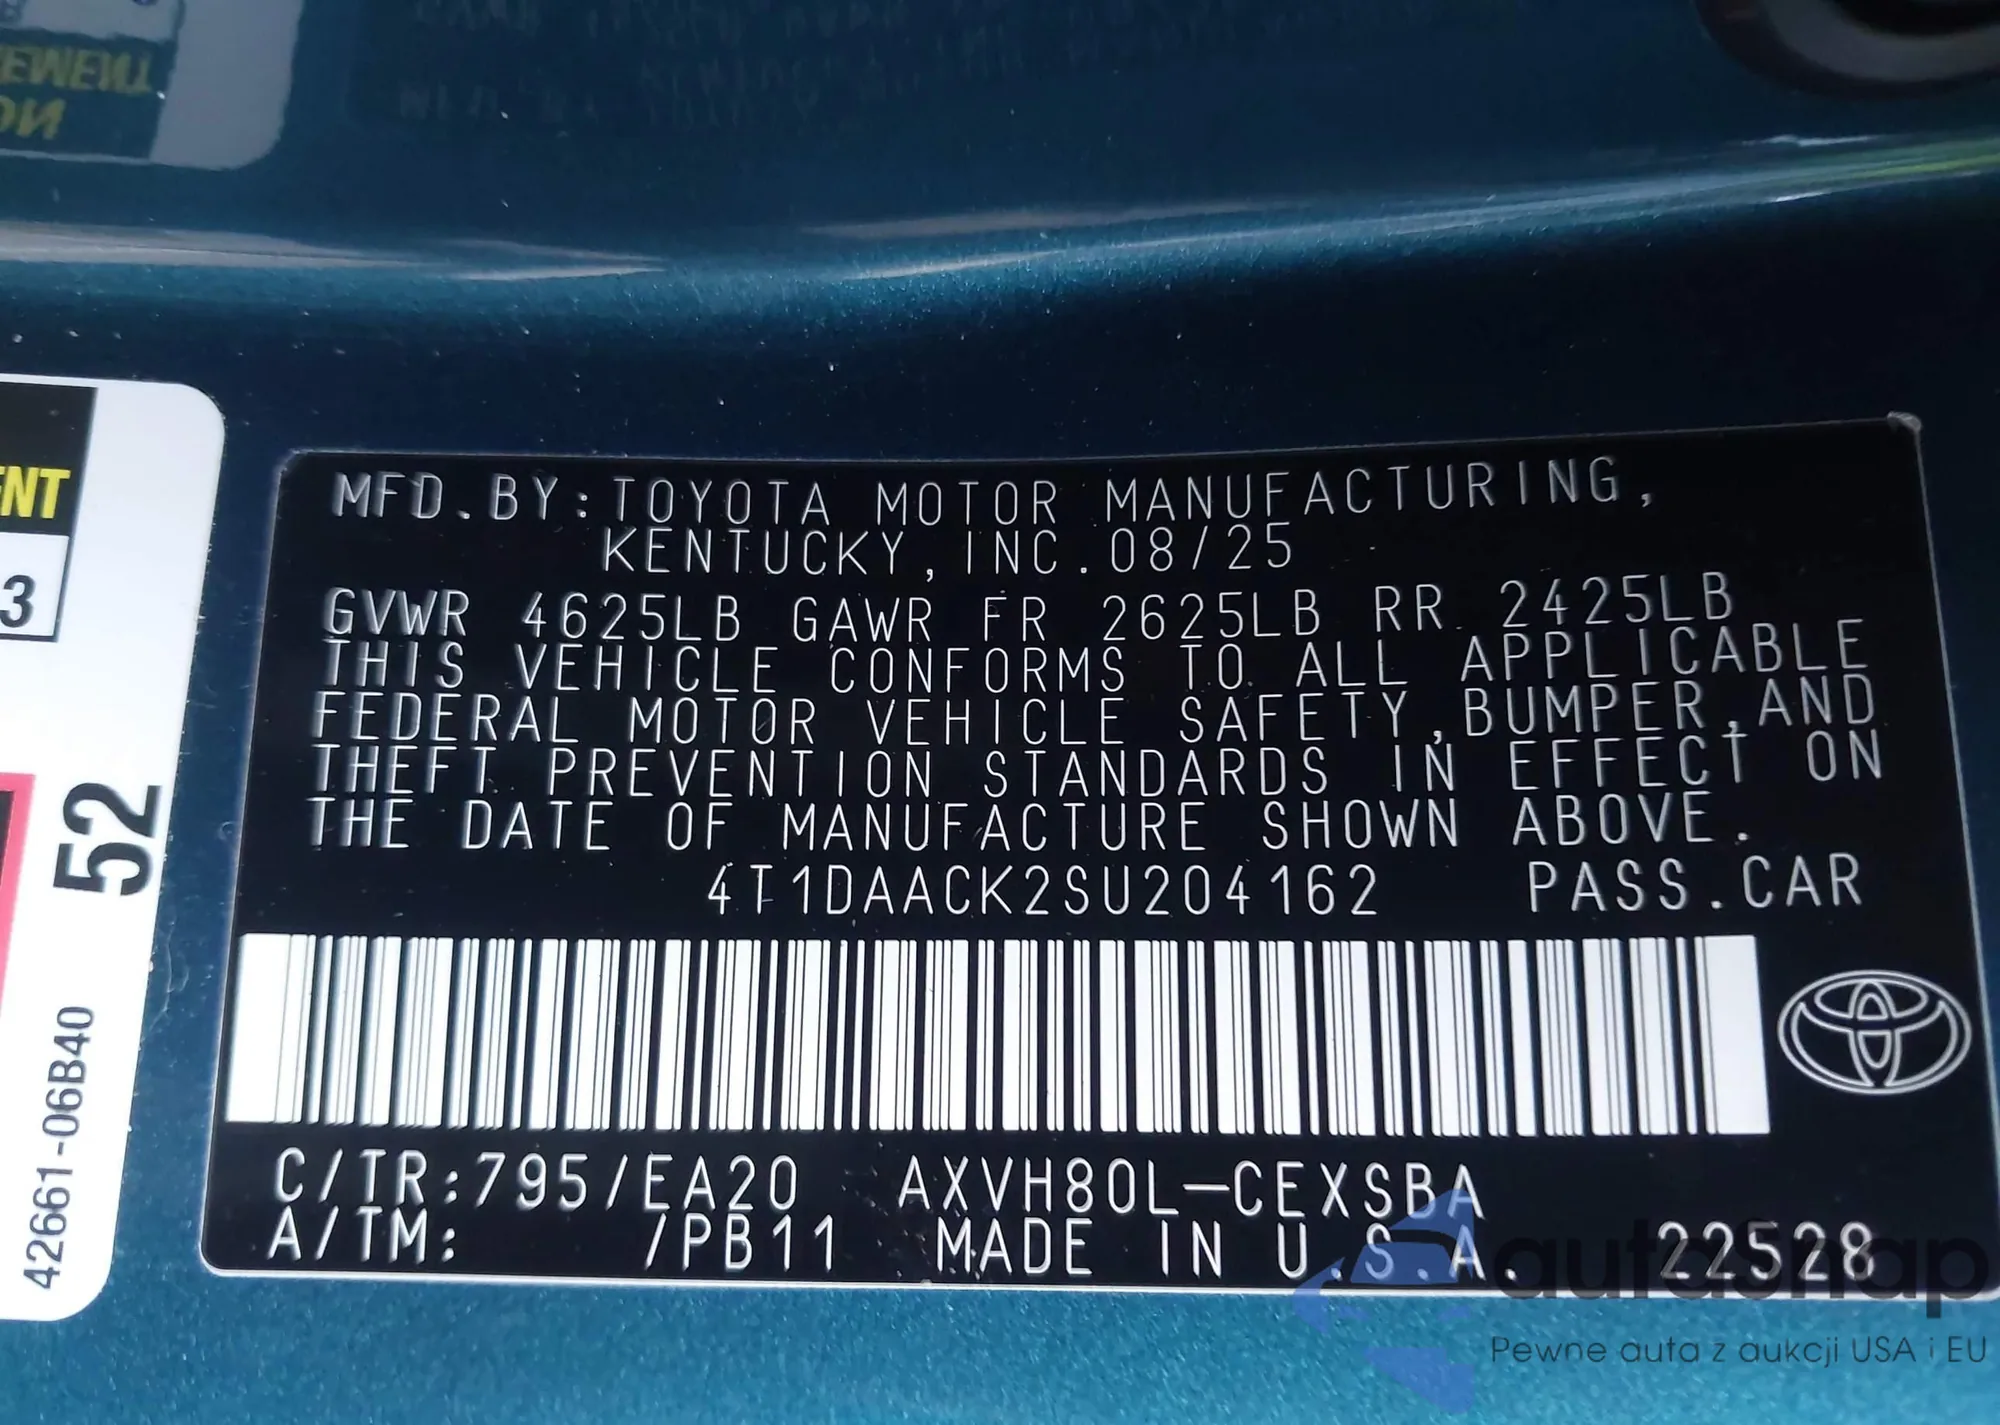 ENT
3
52
42661-06B40
MFD.BY:TOYOTA MOTOR MANUFACTURING,
KENTUCKY,INC.08/25
GVWR 4625LB GAWR FR 2625LB RR 2425LB
THIS VEHICLE CONFORMS TO ALL APPLICABLE
FEDERAL MOTOR VEHICLE SAFETY,BUMPER,AND
THEFT PREVENTION STANDARDS IN EFFECT ON
THE DATE OF MANUFACTURE SHOWN ABOVE.
4T1DAACK2SU204162 PASS.CAR
C/TR:795/EA20 AXVH80L-CEXSBA
A/TM: /PB11 MADE IN U.S.A. 22528
autosnap
Pewne auta z aukcji USA i EU